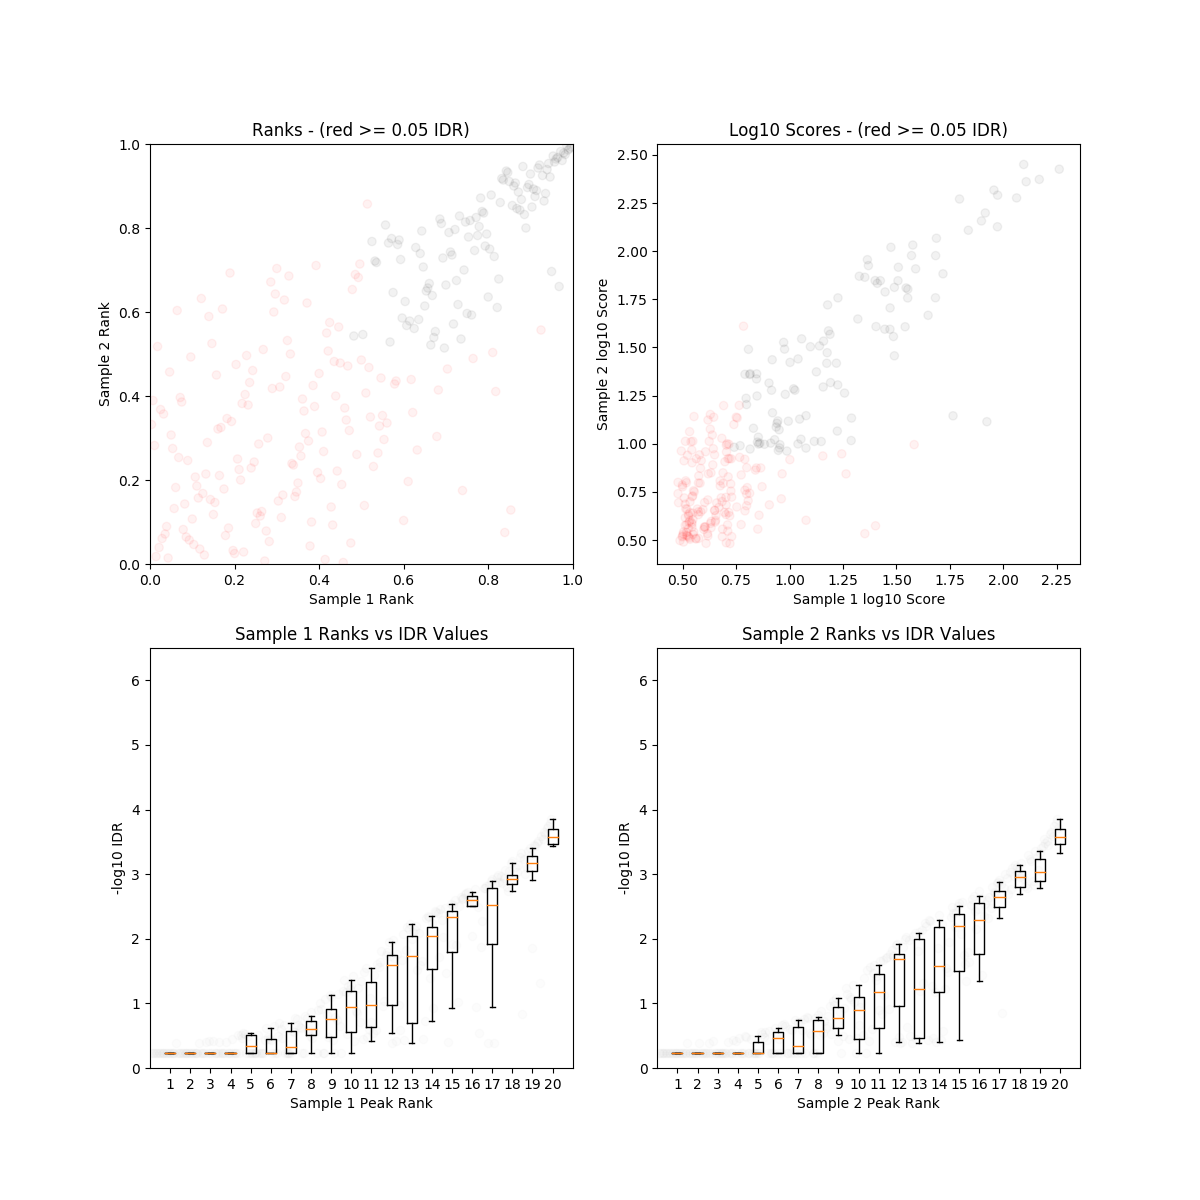 Ranks - (red >= 0.05 IDR)
1.0
0.8
0.6
0.4
0.2
0.0
Sample 2 Rank
0.0 0.2 0.4 0.6 0.8 1.0
Sample 1 Rank
Log10 Scores - (red >= 0.05 IDR)
2.50
2.25
2.00
1.75
1.50
1.25
1.00
0.75
0.50
Sample 2 log10 Score
0.50 0.75 1.00 1.25 1.50 1.75 2.00 2.25
Sample 1 log10 Score
Sample 1 Ranks vs IDR Values
6
5
4
3
2
1
0
-log10 IDR
1 2 3 4 5 6 7 8 9 10 11 12 13 14 15 16 17 18 19 20
Sample 1 Peak Rank
Sample 2 Ranks vs IDR Values
6
5
4
3
2
1
0
-log10 IDR
1 2 3 4 5 6 7 8 9 10 11 12 13 14 15 16 17 18 19 20
Sample 2 Peak Rank